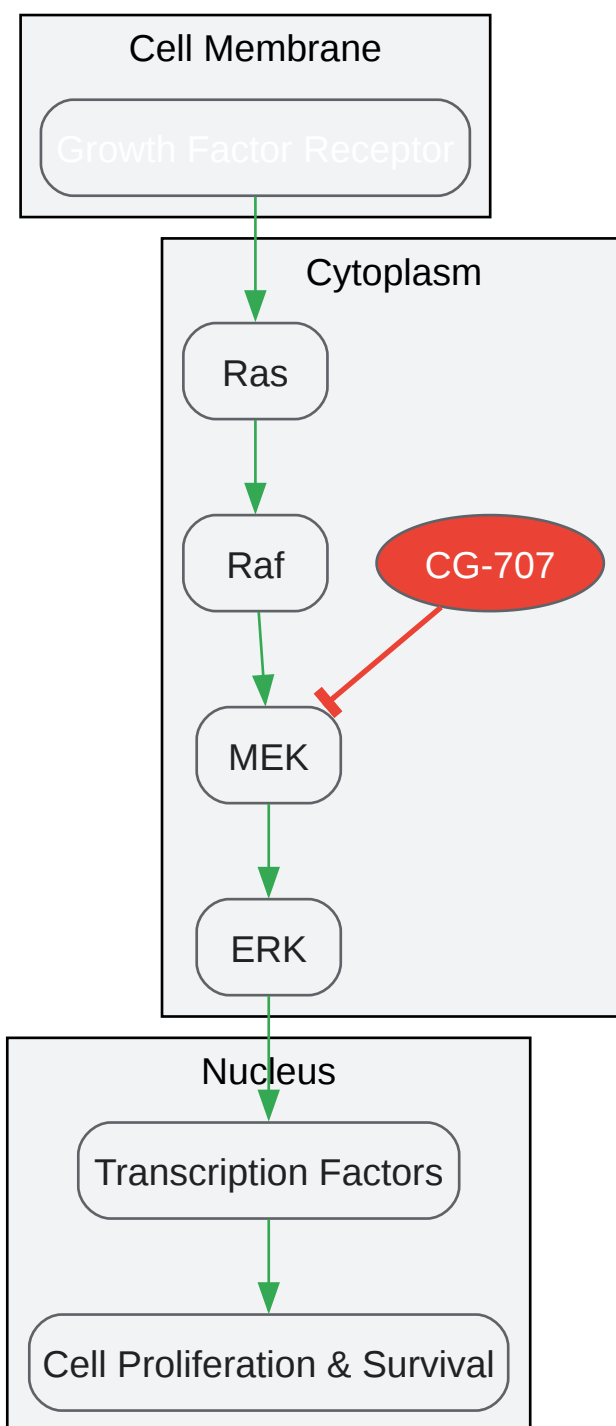 Cell Membrane
Growth Factor Receptor
Cytoplasm
Ras
Raf
CG-707
MEK
ERK
Nucleus
Transcription Factors
Cell Proliferation & Survival